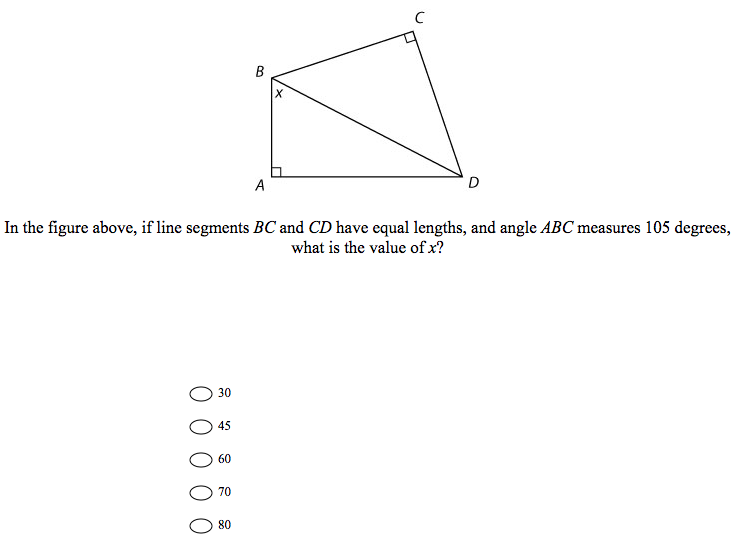 C
B
x
A
D
In the figure above, if line segments BC and CD have equal lengths, and angle ABC measures 105 degrees,
what is the value of x?
30
45
60
70
80